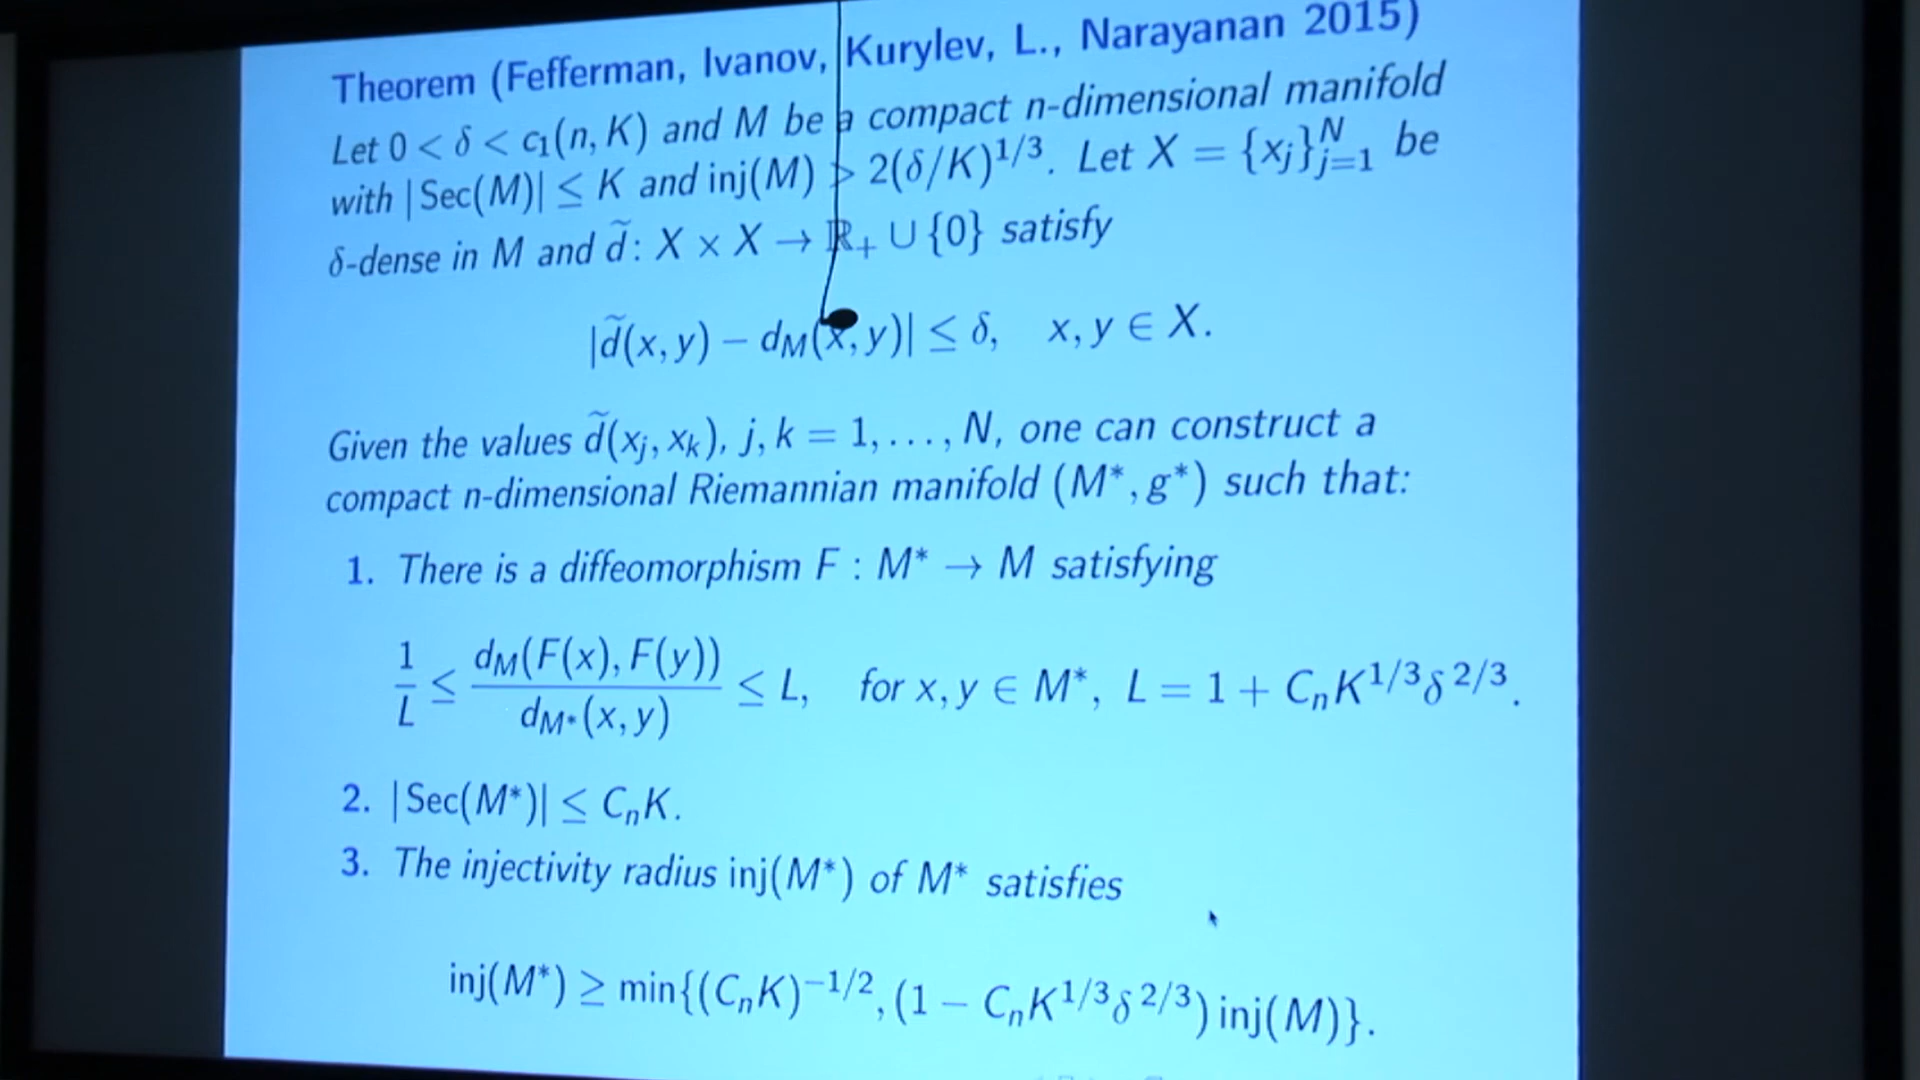 Theorem (Fefferman, Ivanov, Kurylev, L., Narayanan 2015)
Let 0 < δ < c₁(n, K) and M be a compact n-dimensional manifold
with |Sec(M)| ≤ K and inj(M) > 2(δ/K)^{1/3}. Let X = {x_j}_{j=1}^N be
δ-dense in M and d̃ : X × X → ℝ₊ ∪ {0} satisfy
|d̃(x, y) − d_M(x, y)| ≤ δ, x, y ∈ X.
Given the values d̃(x_j, x_k), j, k = 1, . . . , N, one can construct a
compact n-dimensional Riemannian manifold (M*, g*) such that:
1. There is a diffeomorphism F : M* → M satisfying
1/L ≤ d_M(F(x), F(y))/d_{M*}(x, y) ≤ L, for x, y ∈ M*, L = 1 + C_n K^{1/3} δ^{2/3}.
2. |Sec(M*)| ≤ C_n K.
3. The injectivity radius inj(M*) of M* satisfies
inj(M*) ≥ min{(C_n K)^{−1/2}, (1 − C_n K^{1/3} δ^{2/3}) inj(M)}.